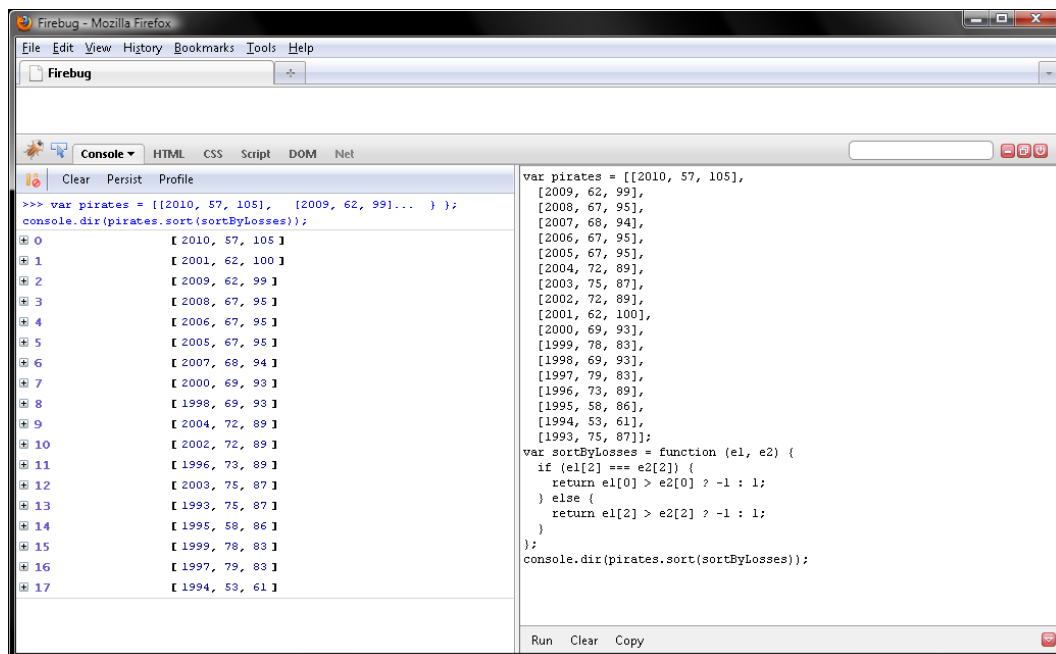 Firebug - Mozilla Firefox
File Edit View History Bookmarks Tools Help
Firebug
Console HTML CSS Script DOM Net
Clear Persist Profile
>>> var pirates = [[2010, 57, 105],   [2009, 62, 99]...  } };
console.dir(pirates.sort(sortByLosses));
0 [ 2010, 57, 105 ]
1 [ 2001, 62, 100 ]
2 [ 2009, 62, 99 ]
3 [ 2008, 67, 95 ]
4 [ 2006, 67, 95 ]
5 [ 2005, 67, 95 ]
6 [ 2007, 68, 94 ]
7 [ 2000, 69, 93 ]
8 [ 1998, 69, 93 ]
9 [ 2004, 72, 89 ]
10 [ 2002, 72, 89 ]
11 [ 1996, 73, 89 ]
12 [ 2003, 75, 87 ]
13 [ 1993, 75, 87 ]
14 [ 1995, 58, 86 ]
15 [ 1999, 78, 83 ]
16 [ 1997, 79, 83 ]
17 [ 1994, 53, 61 ]
var pirates = [[2010, 57, 105],
  [2009, 62, 99],
  [2008, 67, 95],
  [2007, 68, 94],
  [2006, 67, 95],
  [2005, 67, 95],
  [2004, 72, 89],
  [2003, 75, 87],
  [2002, 72, 89],
  [2001, 62, 100],
  [2000, 69, 93],
  [1999, 78, 83],
  [1998, 69, 93],
  [1997, 79, 83],
  [1996, 73, 89],
  [1995, 58, 86],
  [1994, 53, 61],
  [1993, 75, 87]];
var sortByLosses = function (e1, e2) {
  if (e1[2] === e2[2]) {
    return e1[0] > e2[0] ? -1 : 1;
  } else {
    return e1[2] > e2[2] ? -1 : 1;
  }
};
console.dir(pirates.sort(sortByLosses));
Run Clear Copy